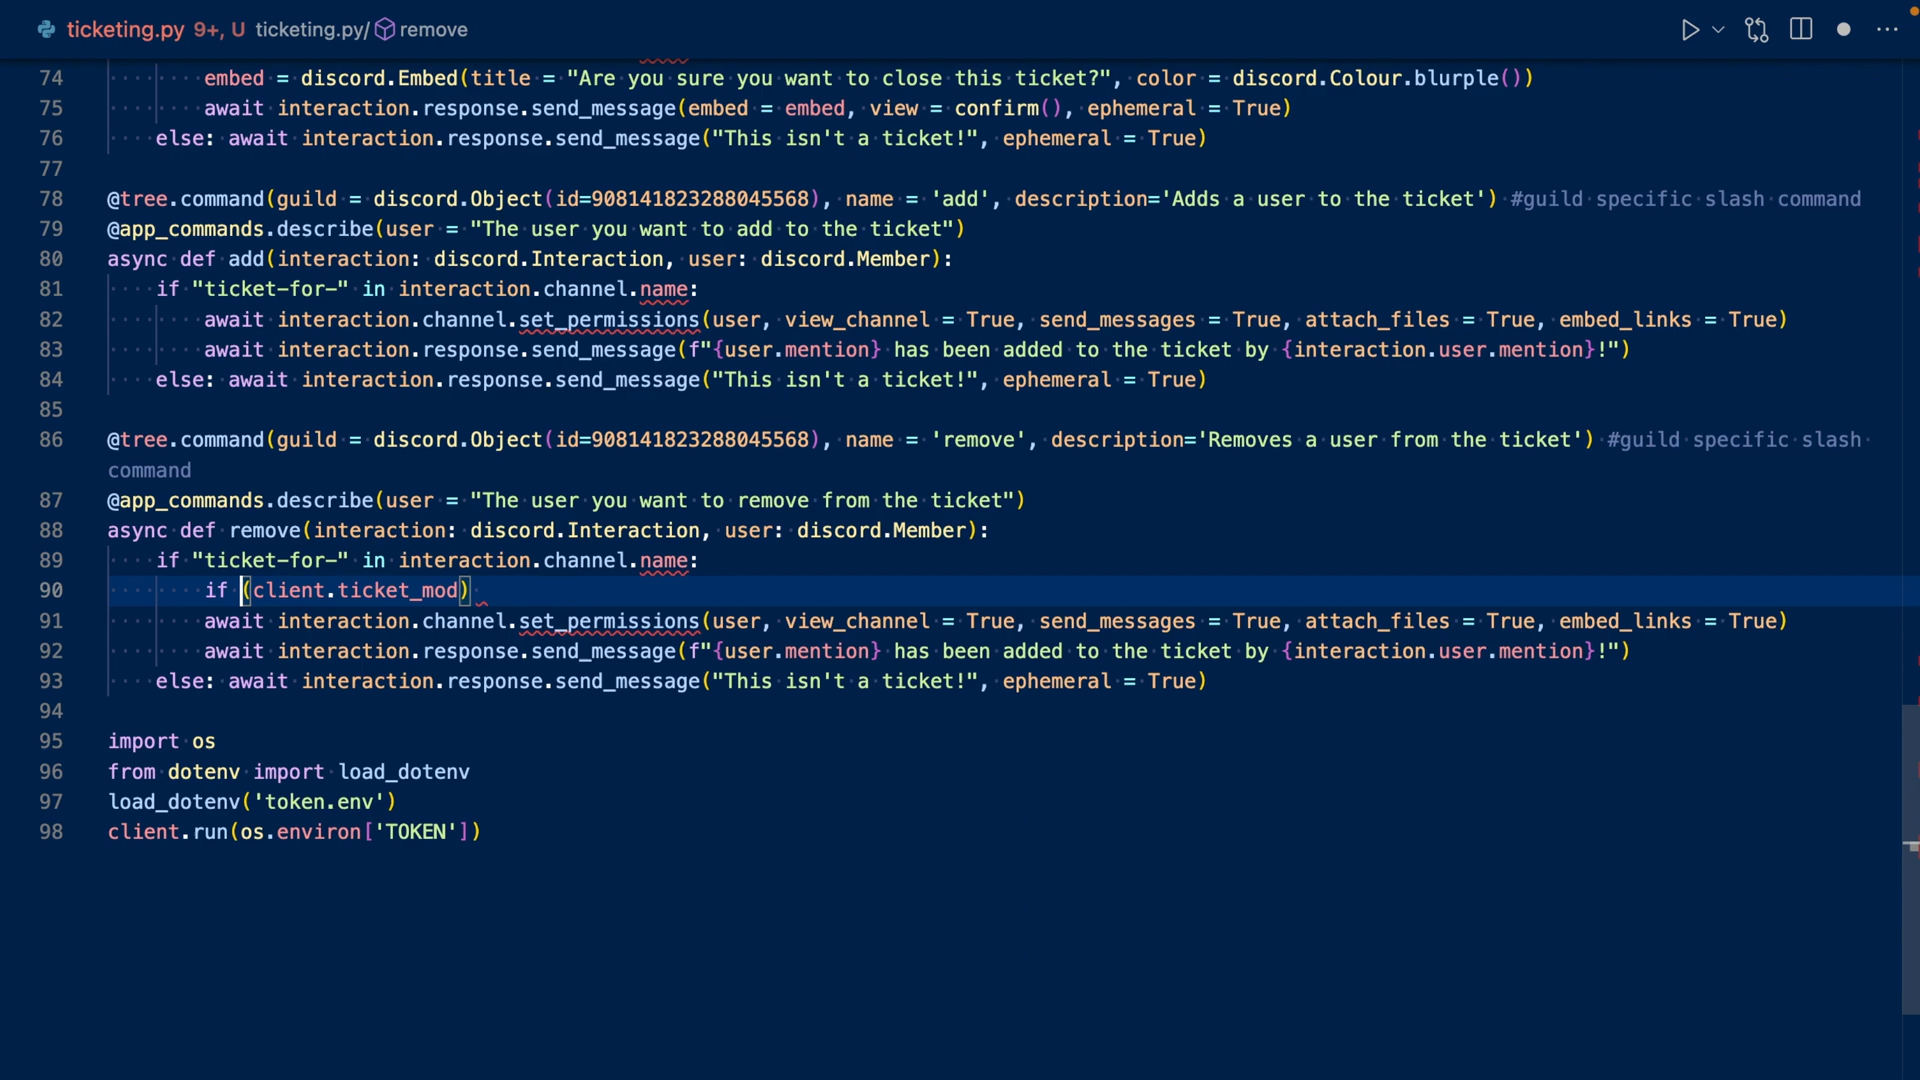 ticketing.py 9+, U ticketing.py/ remove
74 embed = discord.Embed(title = "Are you sure you want to close this ticket?", color = discord.Colour.blurple())
75 await interaction.response.send_message(embed = embed, view = confirm(), ephemeral = True)
76 else: await interaction.response.send_message("This isn't a ticket!", ephemeral = True)
77
78 @tree.command(guild = discord.Object(id=908141823288045568), name = 'add', description='Adds a user to the ticket') #guild specific slash command
79 @app_commands.describe(user = "The user you want to add to the ticket")
80 async def add(interaction: discord.Interaction, user: discord.Member):
81 if "ticket-for-" in interaction.channel.name:
82 await interaction.channel.set_permissions(user, view_channel = True, send_messages = True, attach_files = True, embed_links = True)
83 await interaction.response.send_message(f"{user.mention} has been added to the ticket by {interaction.user.mention}!")
84 else: await interaction.response.send_message("This isn't a ticket!", ephemeral = True)
85
86 @tree.command(guild = discord.Object(id=908141823288045568), name = 'remove', description='Removes a user from the ticket') #guild specific slash
command
87 @app_commands.describe(user = "The user you want to remove from the ticket")
88 async def remove(interaction: discord.Interaction, user: discord.Member):
89 if "ticket-for-" in interaction.channel.name:
90 if (client.ticket_mod)
91 await interaction.channel.set_permissions(user, view_channel = True, send_messages = True, attach_files = True, embed_links = True)
92 await interaction.response.send_message(f"{user.mention} has been added to the ticket by {interaction.user.mention}!")
93 else: await interaction.response.send_message("This isn't a ticket!", ephemeral = True)
94
95 import os
96 from dotenv import load_dotenv
97 load_dotenv('token.env')
98 client.run(os.environ['TOKEN'])